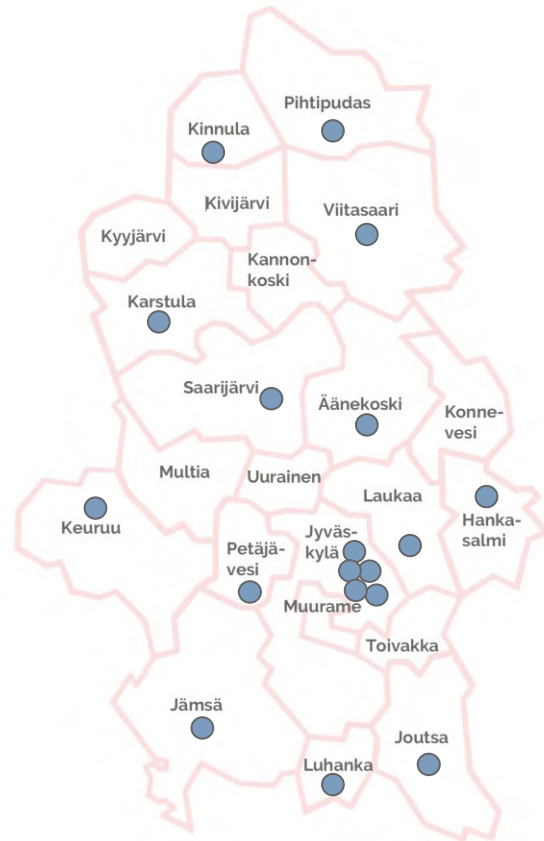 Pihtipudas
Kinnula
Kivijärvi
Viitasaari
Kyyjärvi
Kannon-
koski
Karstula
Saarijärvi
Äänekoski
Konne-
vesi
Multia
Uurainen
Laukaa
Keuruu
Hanka-
salmi
Jyväs-
kylä
Petäjä-
vesi
Muurame
Toivakka
Jämsä
Joutsa
Luhanka